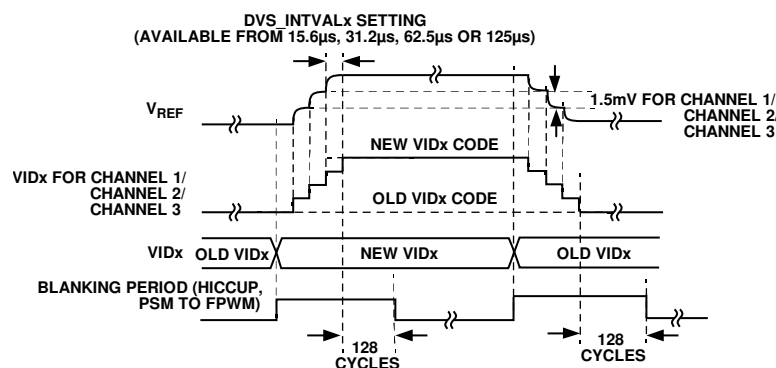 DVS_INTVALx SETTING
(AVAILABLE FROM 15.6µs, 31.2µs, 62.5µs OR 125µs)
VREF
1.5mV FOR CHANNEL 1/
CHANNEL 2/
CHANNEL 3
NEW VIDx CODE
VIDx FOR CHANNEL 1/
CHANNEL 2/
CHANNEL 3
OLD VIDx CODE
VIDx
OLD VIDx
NEW VIDx
OLD VIDx
BLANKING PERIOD (HICCUP,
PSM TO FPWM)
128
CYCLES
128
CYCLES